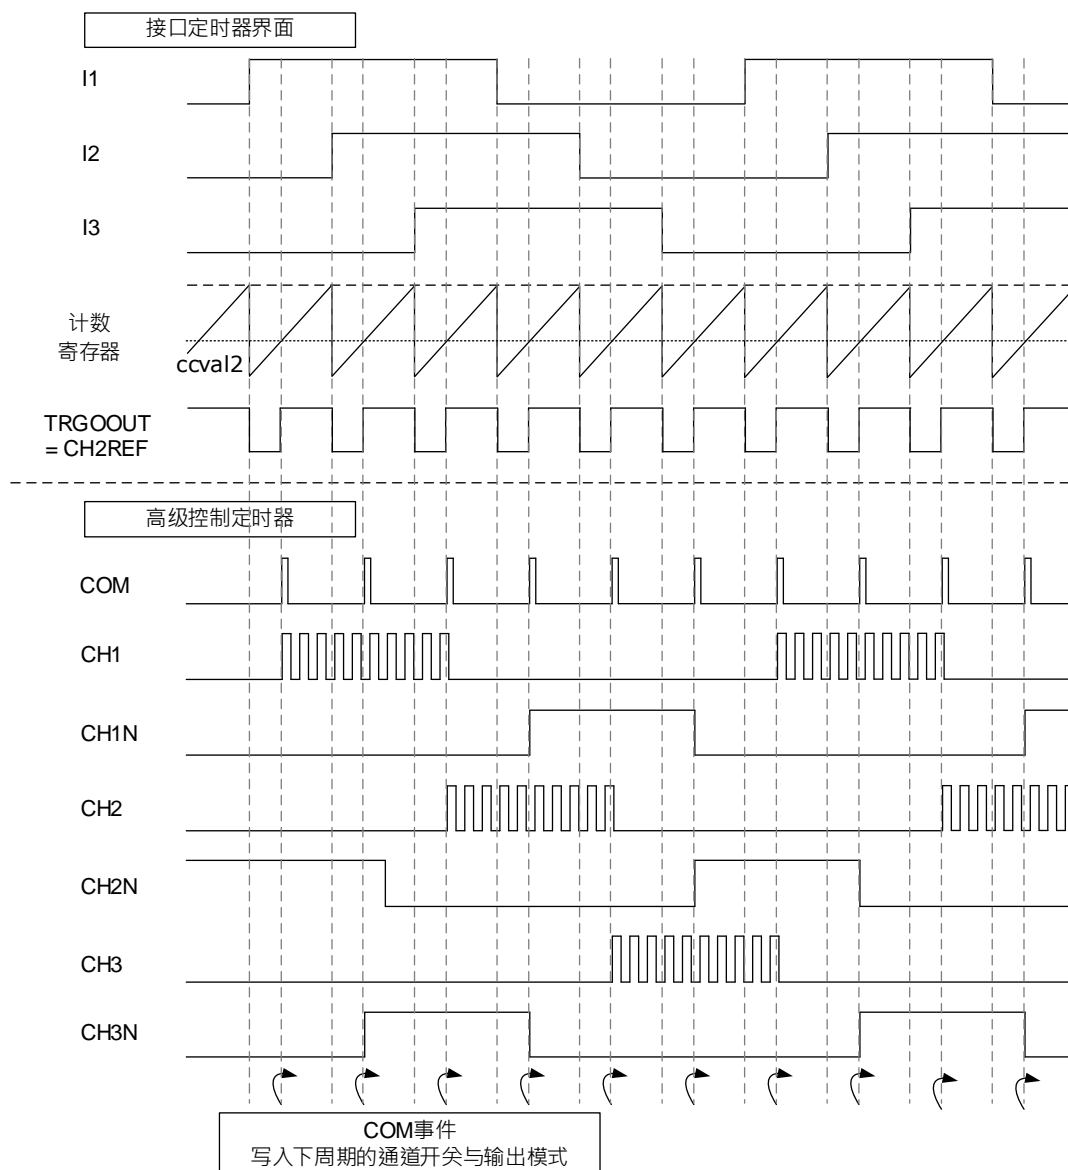 接口定时器界面
I1
I2
I3
计数
寄存器
ccval2
TRGOOUT
= CH2REF
高级控制定时器
COM
CH1
CH1N
CH2
CH2N
CH3
CH3N
COM事件
写入下周期的通道开关与输出模式